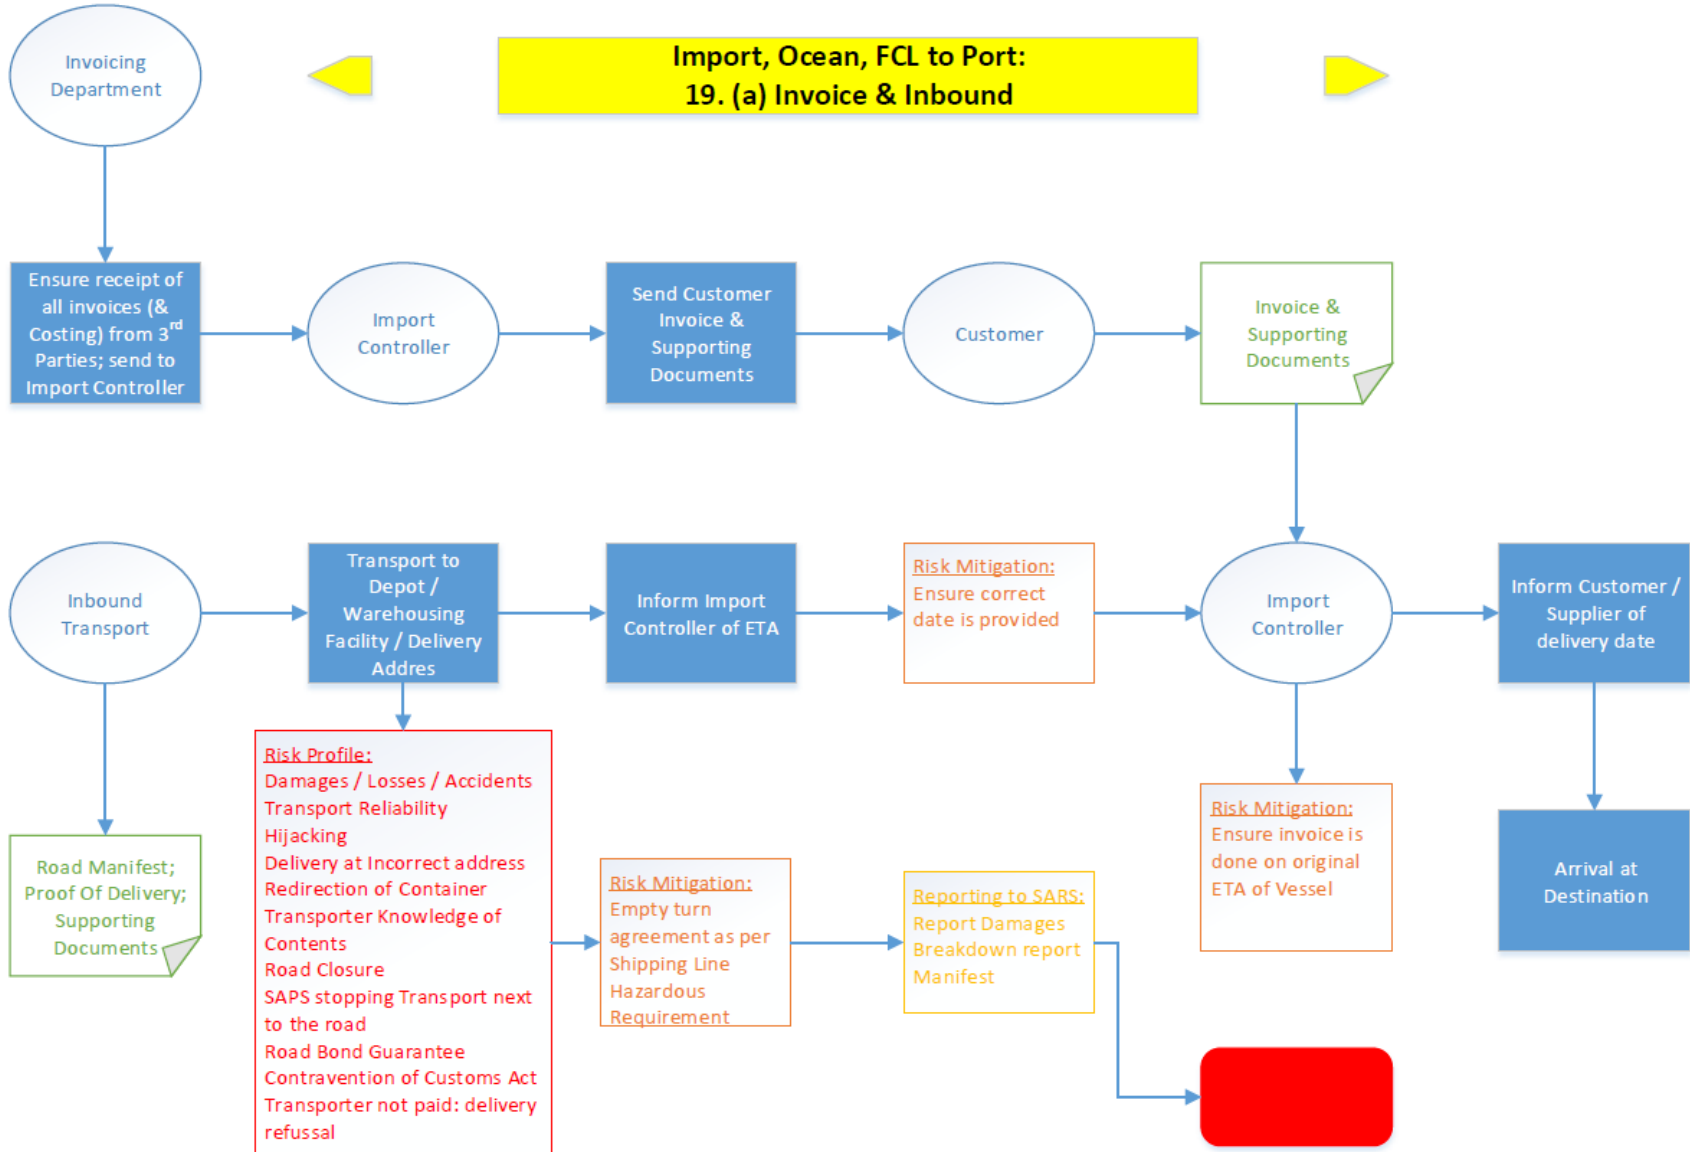 Import, Ocean, FCL to Port:
19. (a) Invoice & Inbound
Invoicing
Department
Ensure receipt of
all invoices (&
Costing) from 3rd
Parties; send to
Import Controller
Import
Controller
Send Customer
Invoice &
Supporting
Documents
Customer
Invoice &
Supporting
Documents
Inbound
Transport
Transport to
Depot /
Warehousing
Facility / Delivery
Addres
Inform Import
Controller of ETA
Risk Mitigation:
Ensure correct
date is provided
Import
Controller
Inform Customer /
Supplier of
delivery date
Road Manifest;
Proof Of Delivery;
Supporting
Documents
Risk Profile:
Damages / Losses / Accidents
Transport Reliability
Hijacking
Delivery at Incorrect address
Redirection of Container
Transporter Knowledge of
Contents
Road Closure
SAPS stopping Transport next
to the road
Road Bond Guarantee
Contravention of Customs Act
Transporter not paid: delivery
refussal
Risk Mitigation:
Empty turn
agreement as per
Shipping Line
Hazardous
Requirement
Reporting to SARS:
Report Damages
Breakdown report
Manifest
Risk Mitigation:
Ensure invoice is
done on original
ETA of Vessel
Arrival at
Destination